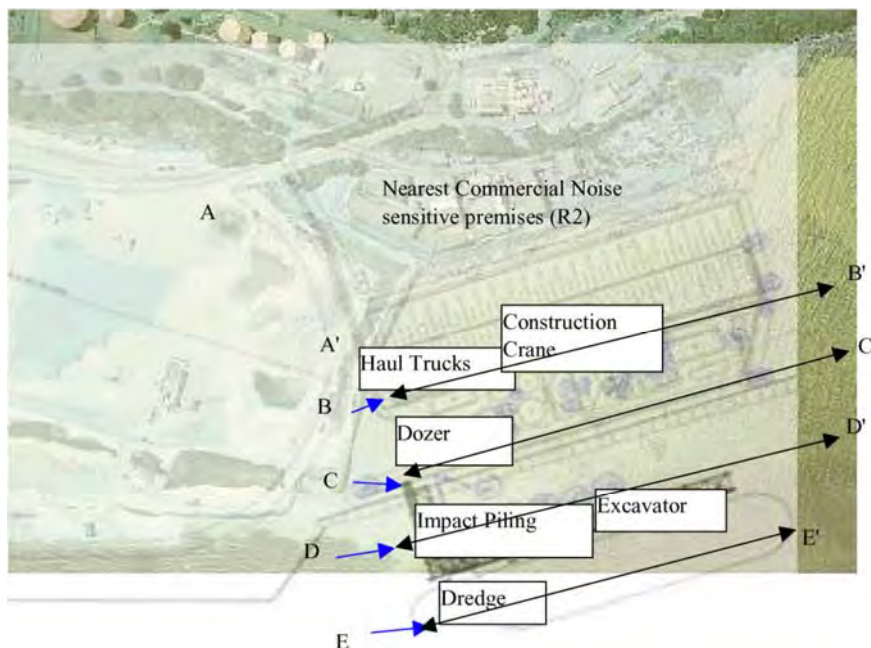 Nearest Commercial Noise
sensitive premises (R2)
A
B'
Construction
Crane
A'
Haul Trucks
C
B
Dozer
D'
C
Excavator
Impact Piling
E'
D
Dredge
E